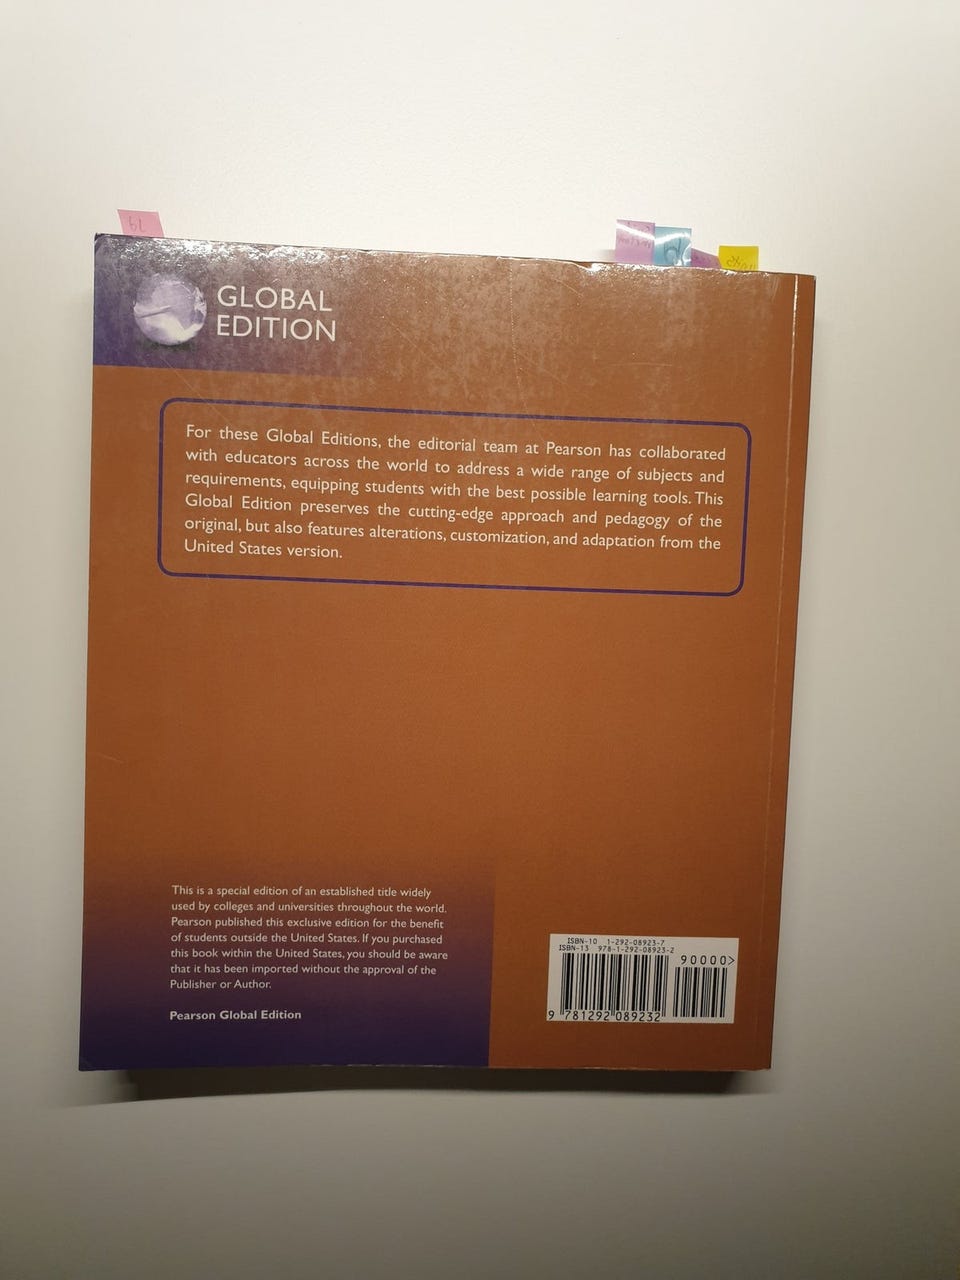 GLOBAL
EDITION
For these Global Editions, the editorial team at Pearson has collaborated
with educators across the world to address a wide range of subjects and
requirements, equipping students with the best possible learning tools. This
Global Edition preserves the cutting-edge approach and pedagogy of the
original, but also features alterations, customization, and adaptation from the
United States version.
This is a special edition of an established title widely
used by colleges and universities throughout the world.
Pearson published this exclusive edition for the benefit
of students outside the United States. If you purchased
this book within the United States, you should be aware
that it has been imported without the approval of the
Publisher or Author.
Pearson Global Edition
ISBN-10 1-292-08923-7
ISBN-13 978-1-292-08923-2
90000>
9 781292 089232